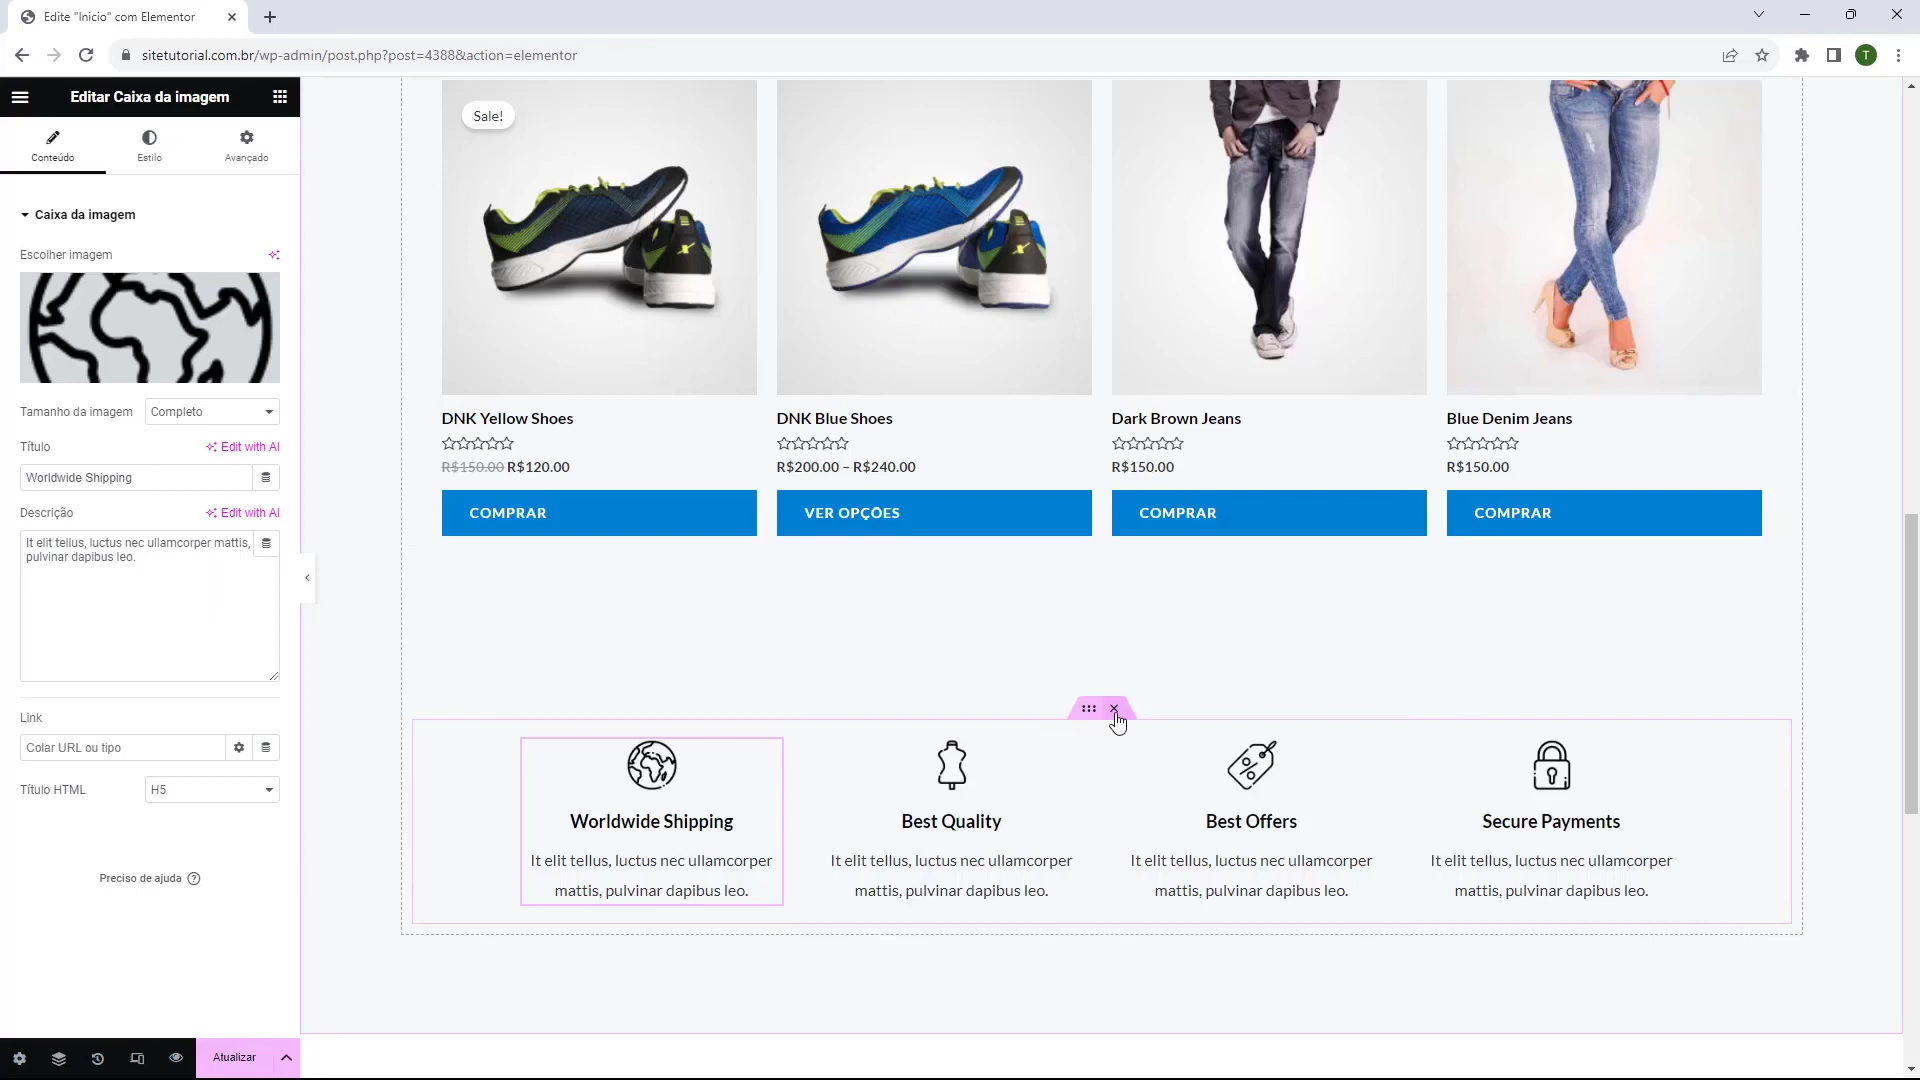 Edite "Inicio" com Elementor
sitetutorial.com.br/wp-admin/post.php?post=4388&action=elementor
T
Editar Caixa da imagem
Conteúdo
Estilo
Avançado
Caixa da imagem
Escolher imagem
Tamanho da imagem
Completo
Título
Edit with AI
Worldwide Shipping
Descrição
Edit with AI
It elit tellus, luctus nec ullamcorper mattis,
pulvinar dapibus leo.
Link
Colar URL ou tipo
Título HTML
H5
Preciso de ajuda
Atualizar
Sale!
DNK Yellow Shoes
R$150.00 R$120.00
COMPRAR
DNK Blue Shoes
R$200.00 – R$240.00
VER OPÇÕES
Dark Brown Jeans
R$150.00
COMPRAR
Blue Denim Jeans
R$150.00
COMPRAR
Worldwide Shipping
It elit tellus, luctus nec ullamcorper
mattis, pulvinar dapibus leo.
Best Quality
It elit tellus, luctus nec ullamcorper
mattis, pulvinar dapibus leo.
Best Offers
It elit tellus, luctus nec ullamcorper
mattis, pulvinar dapibus leo.
Secure Payments
It elit tellus, luctus nec ullamcorper
mattis, pulvinar dapibus leo.